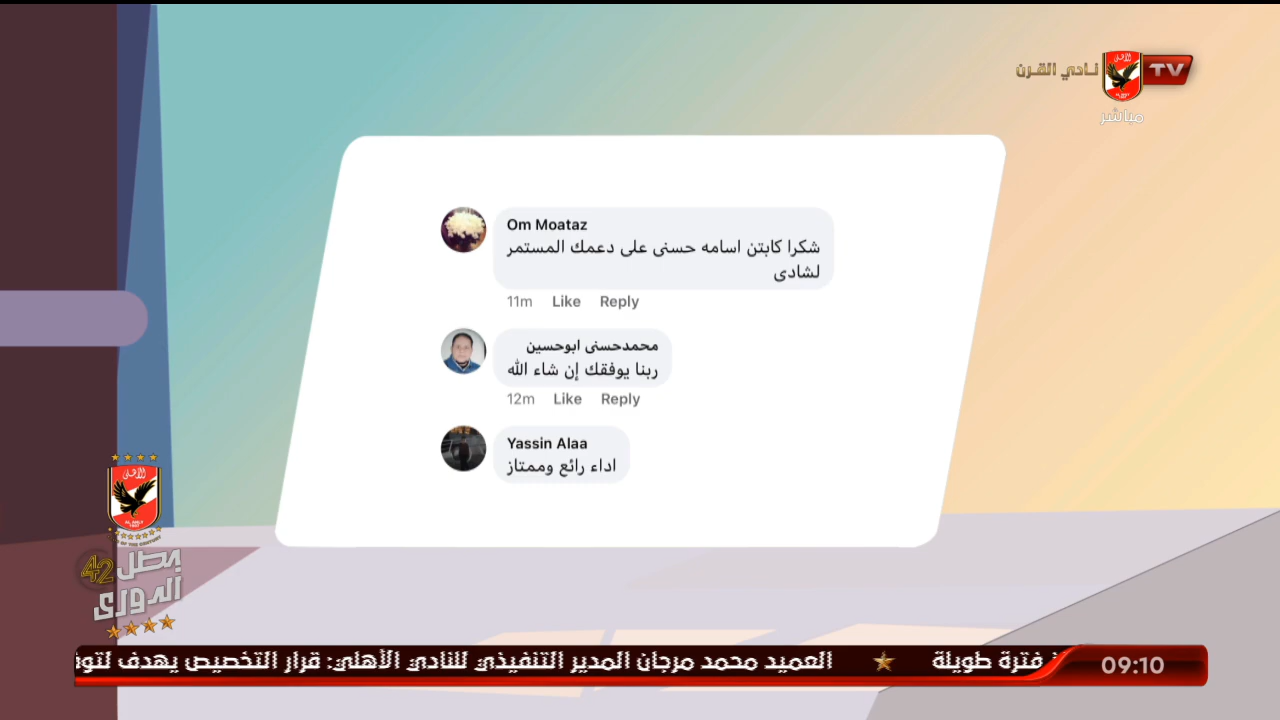 نادي القرن
TV
مباشر
Om Moataz
شكرا كابتن اسامه حسنى على دعمك المستمر
لشادى
11m Like Reply
محمدحسنى ابوحسين
ربنا يوفقك إن شاء الله
12m Like Reply
Yassin Alaa
اداء رائع وممتاز
بطل 42
الدورى
فترة طويلة
العميد محمد مرجان المدير التنفيذي للنادي الأهلي: قرار التخصيص يهدف
09:10